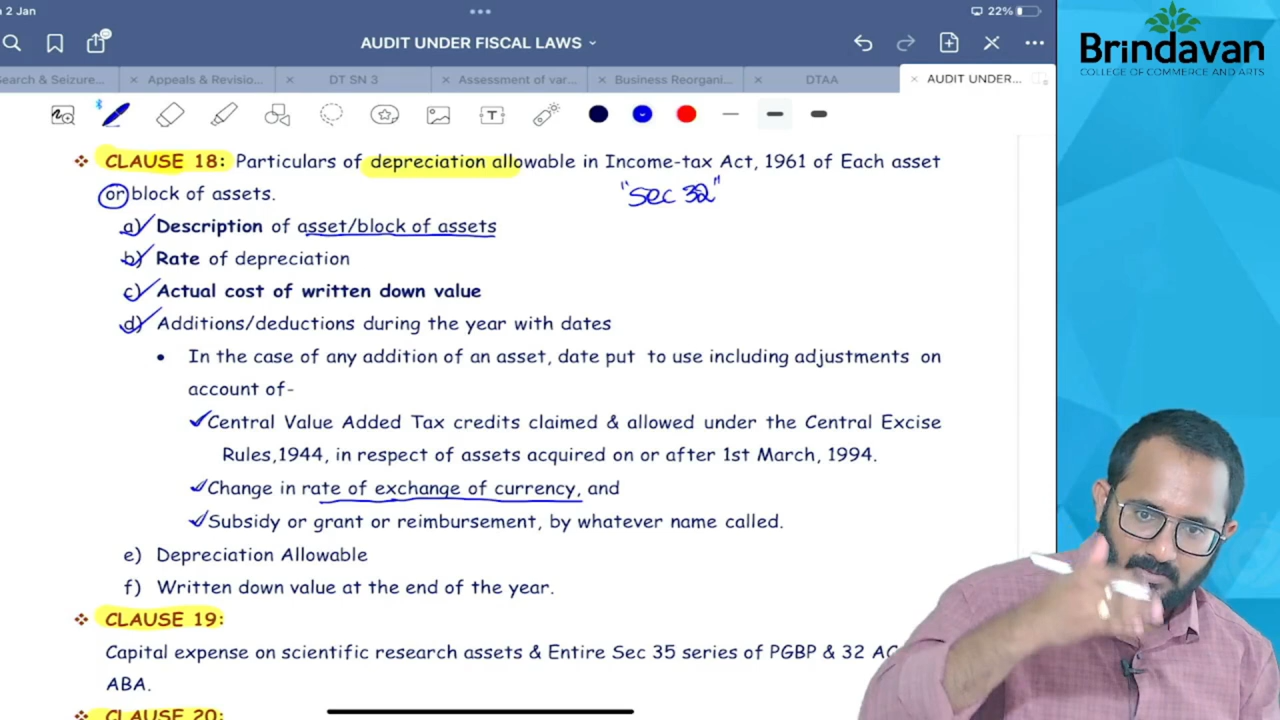 2 Jan
22%
Brindavan
COLLEGE OF COMMERCE AND ARTS
AUDIT UNDER FISCAL LAWS
earch & Seizure...
Appeals & Revisio...
DT SN 3
Assessment of var...
Business Reorgani...
DTAA
AUDIT UNDER...
CLAUSE 18: Particulars of depreciation allowable in Income-tax Act, 1961 of Each asset
or block of assets.
"Sec 32"
a) Description of asset/block of assets
b) Rate of depreciation
c) Actual cost of written down value
d) Additions/deductions during the year with dates
• In the case of any addition of an asset, date put to use including adjustments on
account of-
Central Value Added Tax credits claimed & allowed under the Central Excise
Rules,1944, in respect of assets acquired on or after 1st March, 1994.
Change in rate of exchange of currency, and
Subsidy or grant or reimbursement, by whatever name called.
e) Depreciation Allowable
f) Written down value at the end of the year.
CLAUSE 19:
Capital expense on scientific research assets & Entire Sec 35 series of PGBP & 32 AC
ABA.
CLAUSE 20: